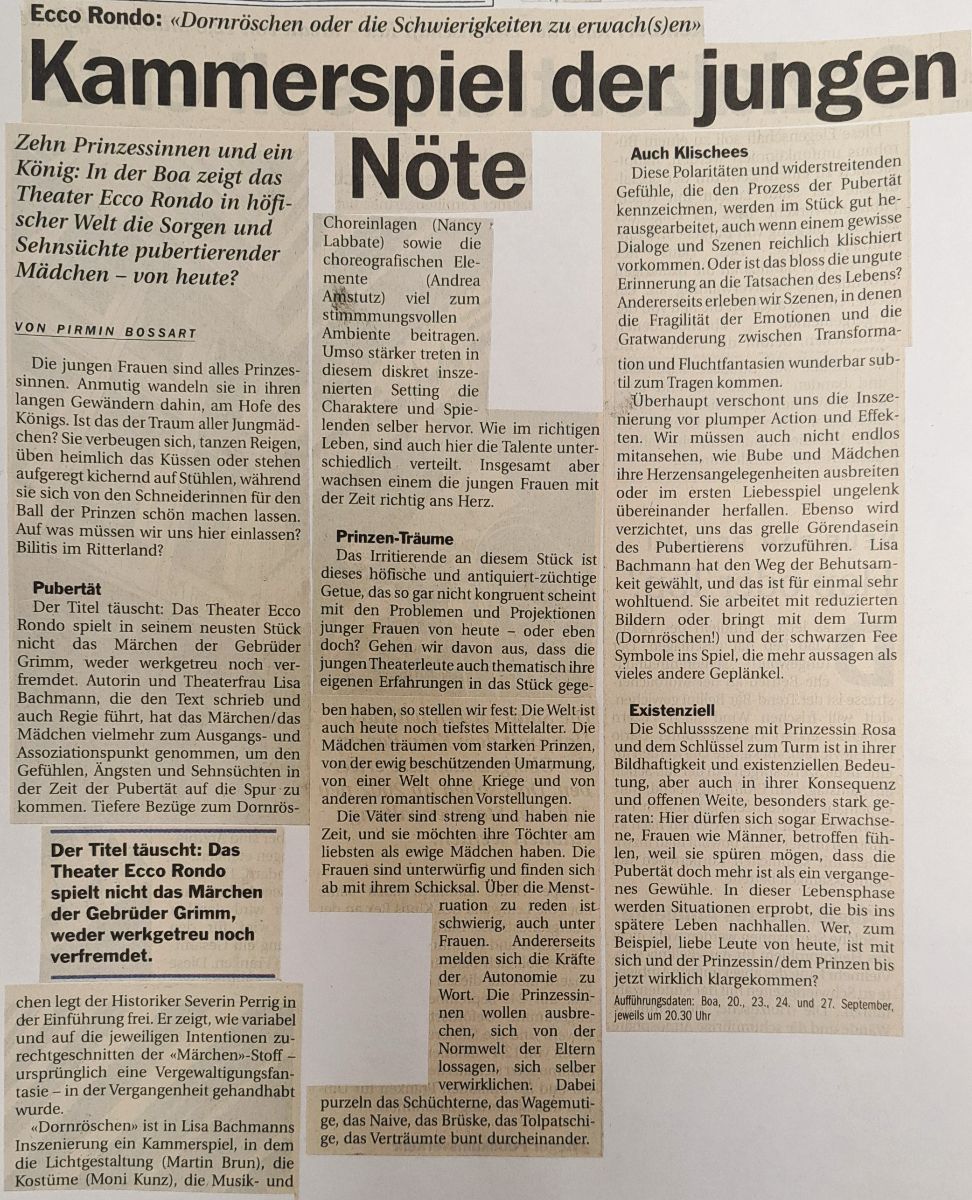 Ecco Rondo: «Dornröschen oder die Schwierigkeiten zu erwach(s)en»
Kammerspiel der jungen
Nöte
Zehn Prinzessinnen und ein
König: In der Boa zeigt das
Theater Ecco Rondo in höfi-
scher Welt die Sorgen und
Sehnsüchte pubertierender
Mädchen – von heute?
VON PIRMIN BOSSART
Die jungen Frauen sind alles Prinzes-
sinnen. Anmutig wandeln sie in ihren
langen Gewändern dahin, am Hofe des
Königs. Ist das der Traum aller Jungmäd-
chen? Sie verbeugen sich, tanzen Reigen,
üben heimlich das Küssen oder stehen
aufgeregt kichernd auf Stühlen, während
sie sich von den Schneiderinnen für den
Ball der Prinzen schön machen lassen.
Auf was müssen wir uns hier einlassen?
Bilitis im Ritterland?
Pubertät
Der Titel täuscht: Das Theater Ecco
Rondo spielt in seinem neusten Stück
nicht das Märchen der Gebrüder
Grimm, weder werkgetreu noch ver-
fremdet. Autorin und Theaterfrau Lisa
Bachmann, die den Text schrieb und
auch Regie führt, hat das Märchen/das
Mädchen vielmehr zum Ausgangs- und
Assoziationspunkt genommen, um den
Gefühlen, Ängsten und Sehnsüchten in
der Zeit der Pubertät auf die Spur zu
kommen. Tiefere Bezüge zum Dornrös-
Der Titel täuscht: Das
Theater Ecco Rondo
spielt nicht das Märchen
der Gebrüder Grimm,
weder werkgetreu noch
verfremdet.
chen legt der Historiker Severin Perrig in
der Einführung frei. Er zeigt, wie variabel
und auf die jeweiligen Intentionen zu-
rechtgeschnitten der «Märchen»-Stoff –
ursprünglich eine Vergewaltigungsfan-
tasie – in der Vergangenheit gehandhabt
wurde.
«Dornröschen» ist in Lisa Bachmanns
Inszenierung ein Kammerspiel, in dem
die Lichtgestaltung (Martin Brun), die
Kostüme (Moni Kunz), die Musik- und
Choreinlagen (Nancy
Labbate) sowie die
choreografischen Ele-
mente (Andrea
Amstutz) viel zum
stimmmungsvollen
Ambiente beitragen.
Umso stärker treten in
diesem diskret insze-
nierten Setting die
Charaktere und Spie-
lenden selber hervor. Wie im richtigen
Leben, sind auch hier die Talente unter-
schiedlich verteilt. Insgesamt aber
wachsen einem die jungen Frauen mit
der Zeit richtig ans Herz.
Prinzen-Träume
Das Irritierende an diesem Stück ist
dieses höfische und antiquiert-züchtige
Getue, das so gar nicht kongruent scheint
mit den Problemen und Projektionen
junger Frauen von heute – oder eben
doch? Gehen wir davon aus, dass die
jungen Theaterleute auch thematisch ihre
eigenen Erfahrungen in das Stück gege-
ben haben, so stellen wir fest: Die Welt ist
auch heute noch tiefstes Mittelalter. Die
Mädchen träumen vom starken Prinzen,
von der ewig beschützenden Umarmung,
von einer Welt ohne Kriege und von
anderen romantischen Vorstellungen.
Die Väter sind streng und haben nie
Zeit, und sie möchten ihre Töchter am
liebsten als ewige Mädchen haben. Die
Frauen sind unterwürfig und finden sich
ab mit ihrem Schicksal. Über die Menst-
ruation zu reden ist
schwierig, auch unter
Frauen. Andererseits
melden sich die Kräfte
der Autonomie zu
Wort. Die Prinzessin-
nen wollen ausbre-
chen, sich von der
Normwelt der Eltern
lossagen, sich selber
verwirklichen. Dabei
purzeln das Schüchterne, das Wagemuti-
ge, das Naive, das Brüske, das Tolpatschi-
ge, das Verträumte bunt durcheinander.
Auch Klischees
Diese Polaritäten und widerstreitenden
Gefühle, die den Prozess der Pubertät
kennzeichnen, werden im Stück gut he-
rausgearbeitet, auch wenn einem gewisse
Dialoge und Szenen reichlich klischiert
vorkommen. Oder ist das bloss die ungute
Erinnerung an die Tatsachen des Lebens?
Andererseits erleben wir Szenen, in denen
die Fragilität der Emotionen und die
Gratwanderung zwischen Transforma-
tion und Fluchtfantasien wunderbar sub-
til zum Tragen kommen.
Überhaupt verschont uns die Insze-
nierung vor plumper Action und Effek-
ten. Wir müssen auch nicht endlos
mitansehen, wie Bube und Mädchen
ihre Herzensangelegenheiten ausbreiten
oder im ersten Liebesspiel ungelenk
übereinander herfallen. Ebenso wird
verzichtet, uns das grelle Görendasein
des Pubertierens vorzuführen. Lisa
Bachmann hat den Weg der Behutsam-
keit gewählt, und das ist für einmal sehr
wohltuend. Sie arbeitet mit reduzierten
Bildern oder bringt mit dem Turm
(Dornröschen!) und der schwarzen Fee
Symbole ins Spiel, die mehr aussagen als
vieles andere Geplänkel.
Existenziell
Die Schlussszene mit Prinzessin Rosa
und dem Schlüssel zum Turm ist in ihrer
Bildhaftigkeit und existenziellen Bedeu-
tung, aber auch in ihrer Konsequenz
und offenen Weite, besonders stark ge-
raten: Hier dürfen sich sogar Erwachse-
ne, Frauen wie Männer, betroffen füh-
len, weil sie spüren mögen, dass die
Pubertät doch mehr ist als ein vergange-
nes Gewühle. In dieser Lebensphase
werden Situationen erprobt, die bis ins
spätere Leben nachhallen. Wer, zum
Beispiel, liebe Leute von heute, ist mit
sich und der Prinzessin/dem Prinzen bis
jetzt wirklich klargekommen?
Aufführungsdaten: Boa, 20., 23., 24. und 27. September,
jeweils um 20.30 Uhr